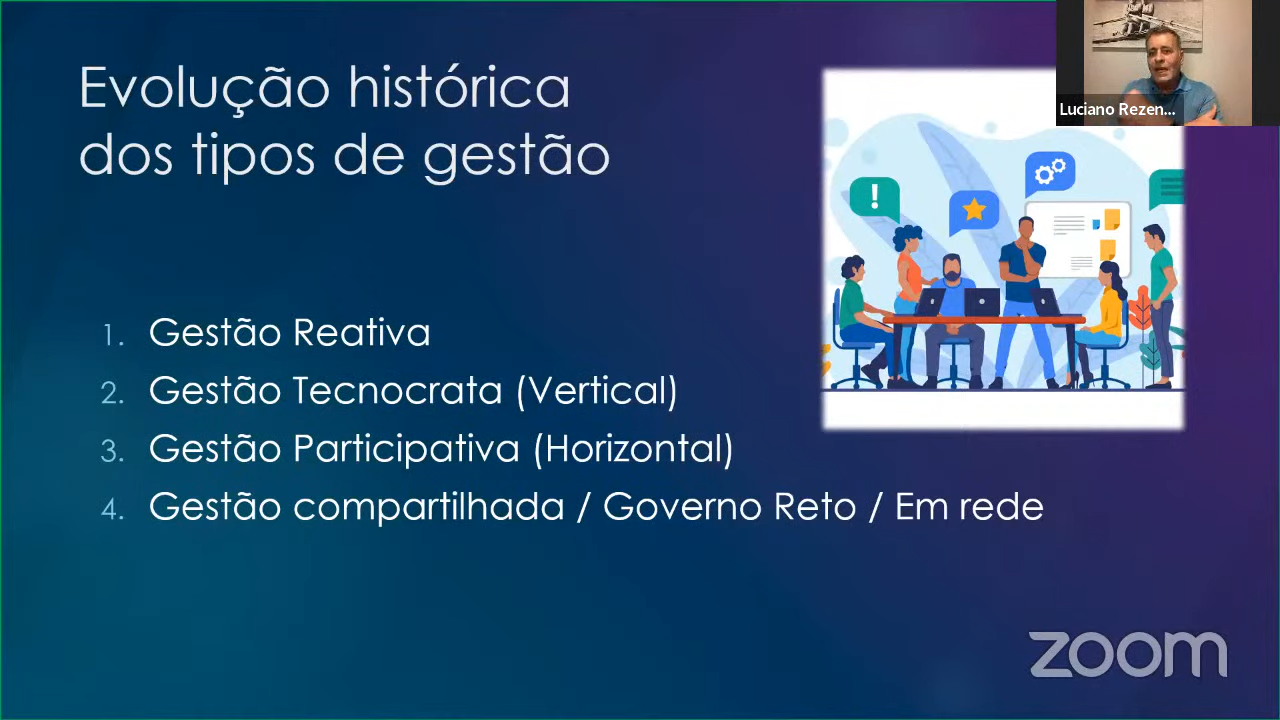 Evolução histórica
dos tipos de gestão
Luciano Rezen...
!
1. Gestão Reativa
2. Gestão Tecnocrata (Vertical)
3. Gestão Participativa (Horizontal)
4. Gestão compartilhada / Governo Reto / Em rede
zoom